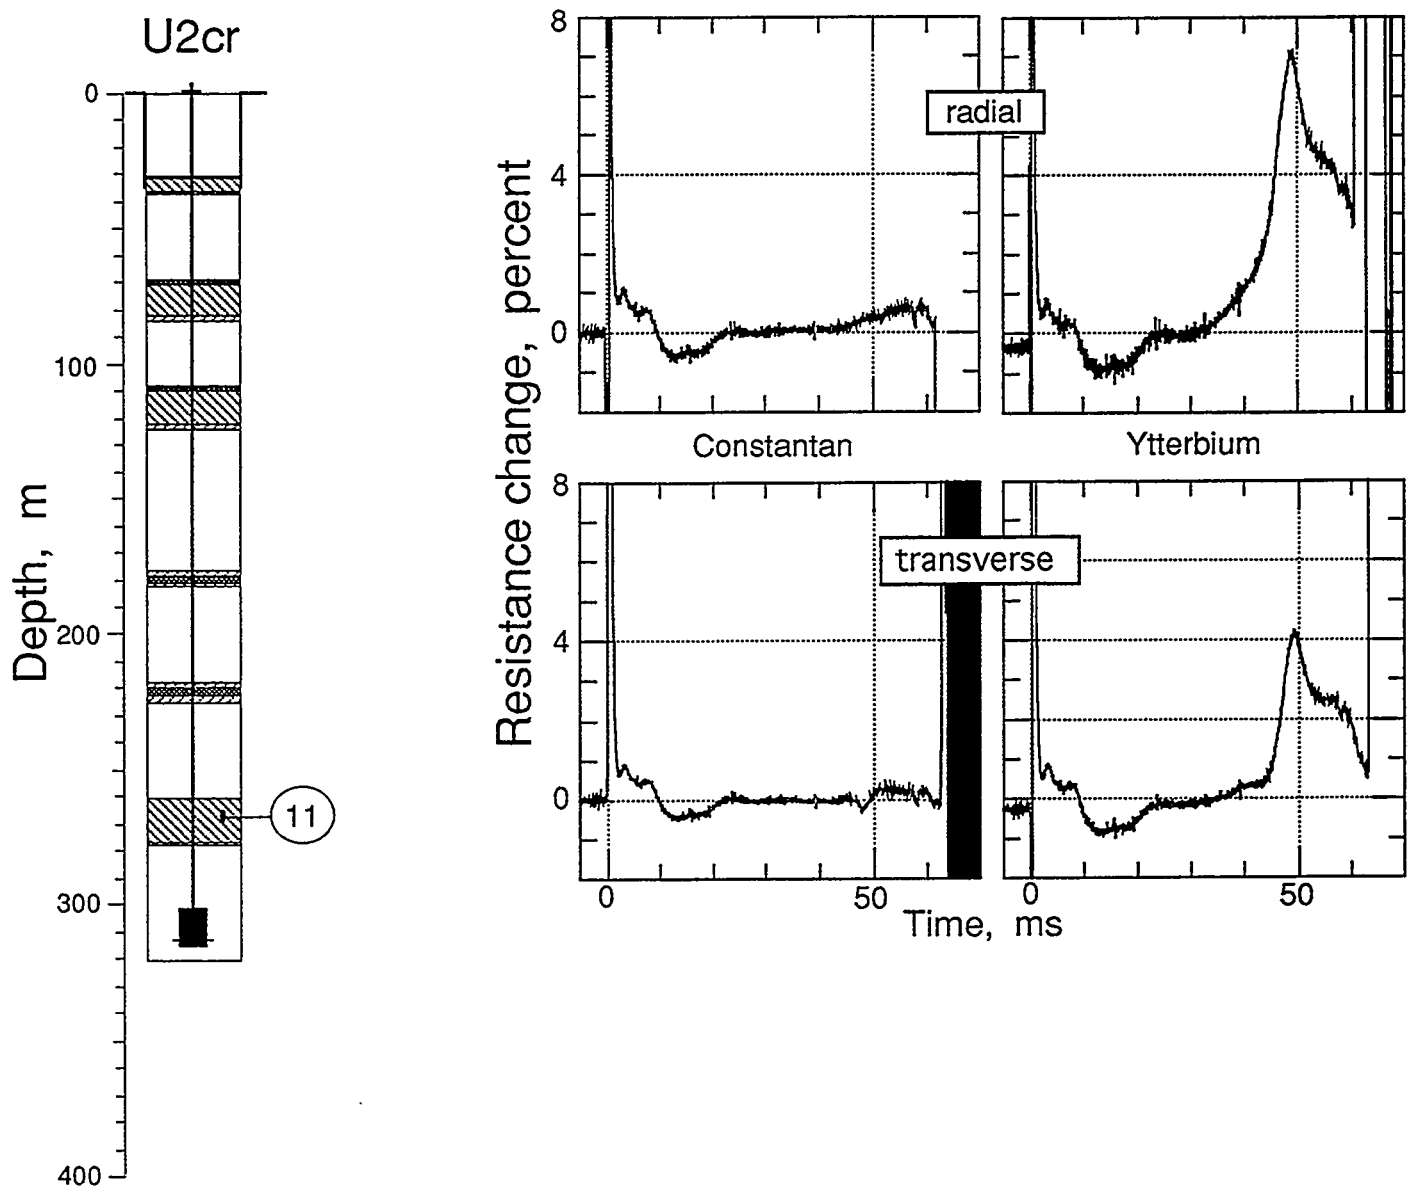 U2cr
0
100
200
300
400
Depth, m
11
Resistance change, percent
8
4
0
radial
Constantan
Ytterbium
8
4
0
transverse
0
50
0
50
Time, ms